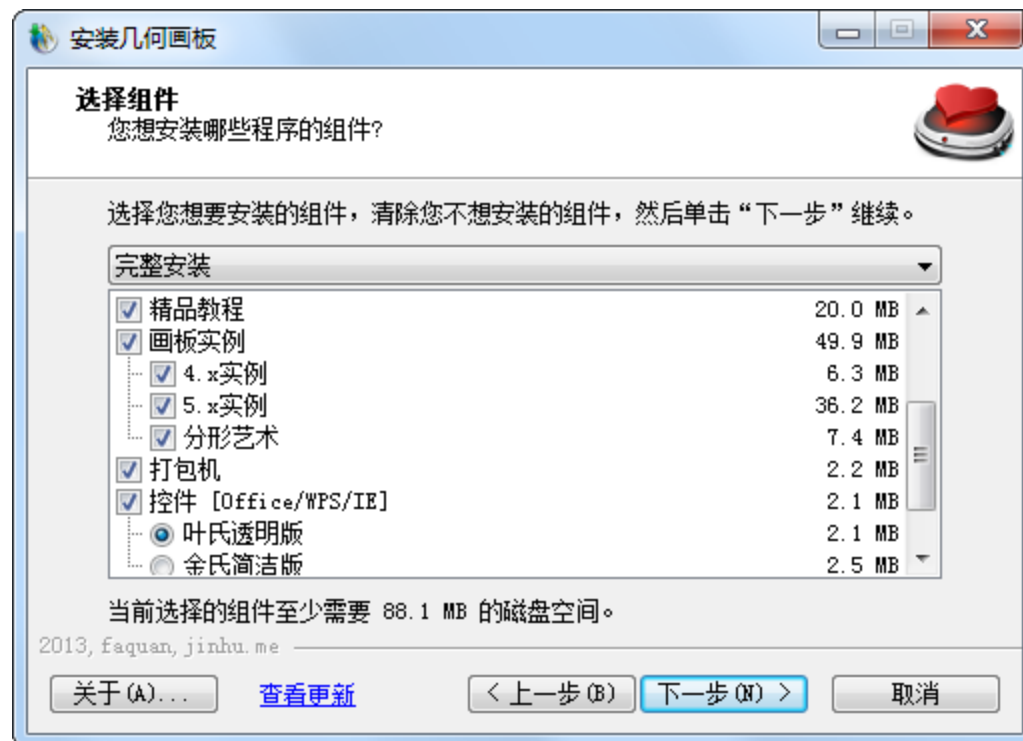 安装几何画板
选择组件
您想安装哪些程序的组件?
选择您想要安装的组件，清除您不想安装的组件，然后单击“下一步”继续。
完整安装
精品教程 20.0 MB
画板实例 49.9 MB
4.x实例 6.3 MB
5.x实例 36.2 MB
分形艺术 7.4 MB
打包机 2.2 MB
控件 [Office/WPS/IE] 2.1 MB
叶氏透明版 2.1 MB
金氏简洁版 2.5 MB
当前选择的组件至少需要 88.1 MB 的磁盘空间。
2013, faquan, jinhu.me
关于(A)... 查看更新 < 上一步(B) 下一步(N) > 取消